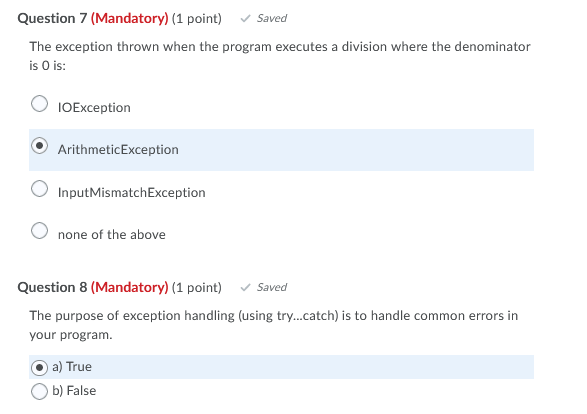 Question 7 (Mandatory) (1 point) ✓ Saved
The exception thrown when the program executes a division where the denominator
is 0 is:
IOException
ArithmeticException
InputMismatchException
none of the above
Question 8 (Mandatory) (1 point) ✓ Saved
The purpose of exception handling (using try...catch) is to handle common errors in
your program.
a) True
b) False